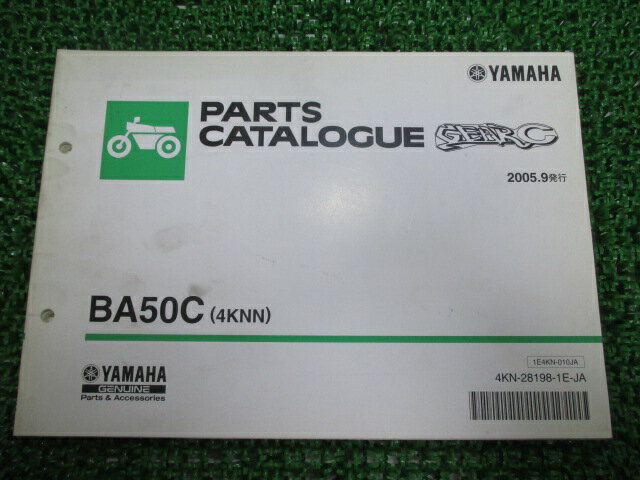 YAMAHA
PARTS
CATALOGUE GEAR C
2005.9発行
BA50C (4KNN)
YAMAHA
GENUINE
Parts & Accessories
1E4KN-010JA
4KN-28198-1E-JA